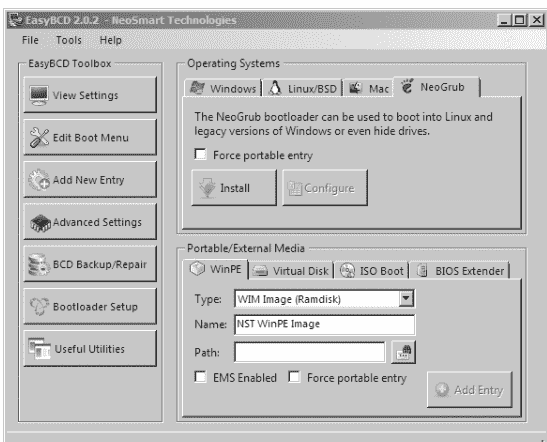 EasyBCD 2.0.2 - NeoSmart Technologies
File Tools Help
EasyBCD Toolbox
View Settings
Edit Boot Menu
Add New Entry
Advanced Settings
BCD Backup/Repair
Bootloader Setup
Useful Utilities
Operating Systems
Windows Linux/BSD Mac NeoGrub
The NeoGrub bootloader can be used to boot into Linux and
legacy versions of Windows or even hide drives.
Force portable entry
Install Configure
Portable/External Media
WinPE Virtual Disk ISO Boot BIOS Extender
Type: WIM Image (Ramdisk)
Name: NST WinPE Image
Path:
EMS Enabled Force portable entry
Add Entry